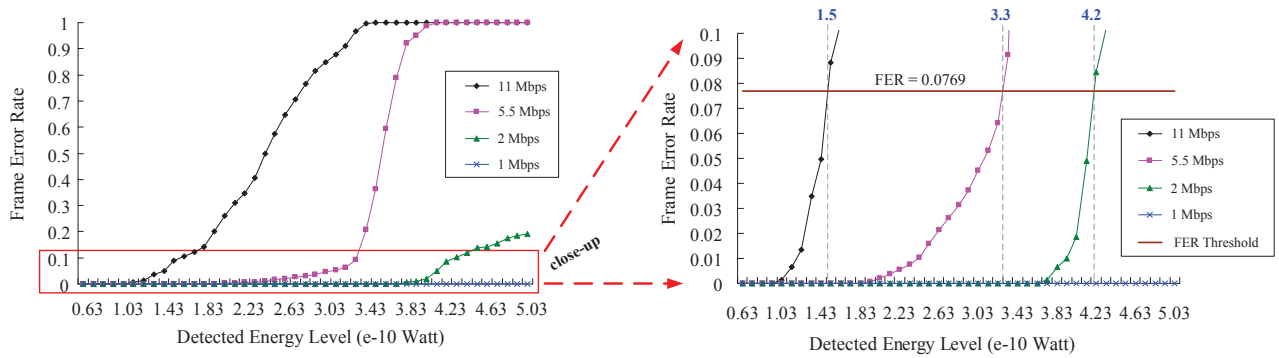 1
0.9
0.8
0.7
0.6
0.5
0.4
0.3
0.2
0.1
0
Frame Error Rate
11 Mbps
5.5 Mbps
2 Mbps
1 Mbps
0.63 1.03 1.43 1.83 2.23 2.63 3.03 3.43 3.83 4.23 4.63 5.03
Detected Energy Level (e-10 Watt)
close-up
1.5 3.3 4.2
0.1
0.09
0.08
0.07
0.06
0.05
0.04
0.03
0.02
0.01
0
Frame Error Rate
FER = 0.0769
11 Mbps
5.5 Mbps
2 Mbps
1 Mbps
FER Threshold
0.63 1.03 1.43 1.83 2.23 2.63 3.03 3.43 3.83 4.23 4.63 5.03
Detected Energy Level (e-10 Watt)